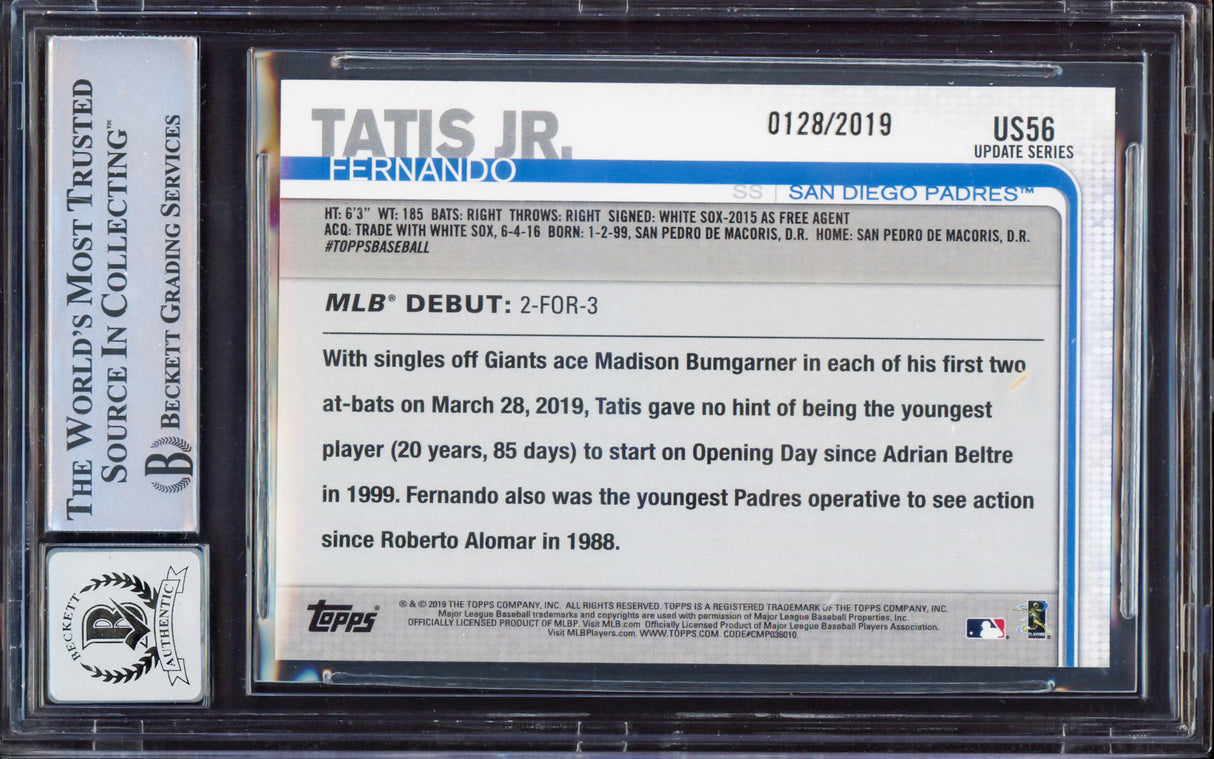 THE WORLD'S MOST TRUSTED
SOURCE IN COLLECTING™
BECKETT GRADING SERVICES
B
BECKETT
AUTHENTIC
TATIS JR.
FERNANDO
0128/2019
US56
UPDATE SERIES
SS | SAN DIEGO PADRES™
HT: 6'3" WT: 185 BATS: RIGHT THROWS: RIGHT SIGNED: WHITE SOX-2015 AS FREE AGENT
ACQ: TRADE WITH WHITE SOX, 6-4-16 BORN: 1-2-99, SAN PEDRO DE MACORIS, D.R. HOME: SAN PEDRO DE MACORIS, D.R.
#TOPPSBASEBALL
MLB® DEBUT: 2-FOR-3
With singles off Giants ace Madison Bumgarner in each of his first two
at-bats on March 28, 2019, Tatis gave no hint of being the youngest
player (20 years, 85 days) to start on Opening Day since Adrian Beltre
in 1999. Fernando also was the youngest Padres operative to see action
since Roberto Alomar in 1988.
Topps®
® & © 2019 THE TOPPS COMPANY, INC. ALL RIGHTS RESERVED. TOPPS IS A REGISTERED TRADEMARK OF THE TOPPS COMPANY, INC.
Major League Baseball trademarks and copyrights are used with permission of Major League Baseball Properties, Inc.
OFFICIALLY LICENSED PRODUCT OF MLBP. Visit MLB.com Officially Licensed Product of Major League Baseball Players Association.
Visit MLBPlayers.com. WWW.TOPPS.COM. CODE#CMP036010.
PLAYERS